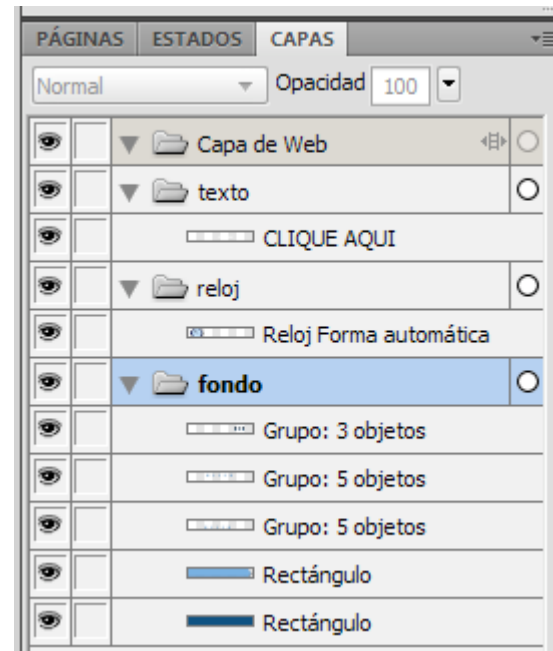 PÁGINAS ESTADOS CAPAS
Normal Opacidad 100
Capa de Web
texto
CLIQUE AQUI
reloj
Reloj Forma automática
fondo
Grupo: 3 objetos
Grupo: 5 objetos
Grupo: 5 objetos
Rectángulo
Rectángulo